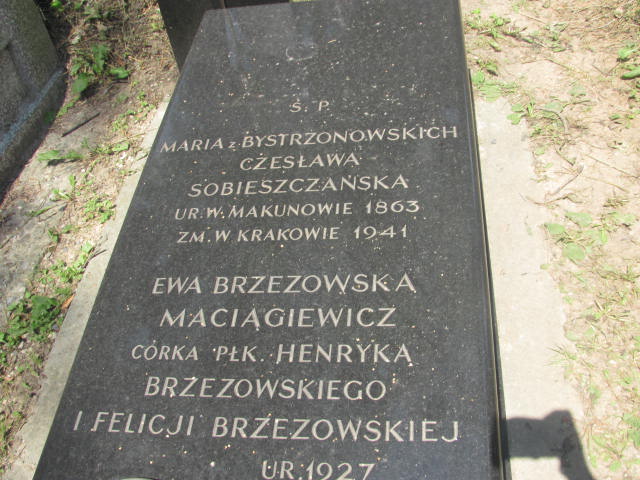 Ś. P.
MARIA z BYSTRZONOWSKICH
CZESŁAWA
SOBIESZCZAŃSKA
UR.W. MAKUNOWIE 1863
ZM. W KRAKOWIE 1941
EWA BRZEZOWSKA
MACIĄGIEWICZ
CÓRKA PŁK. HENRYKA
BRZEZOWSKIEGO
I FELICJI BRZEZOWSKIEJ
UR. 1927